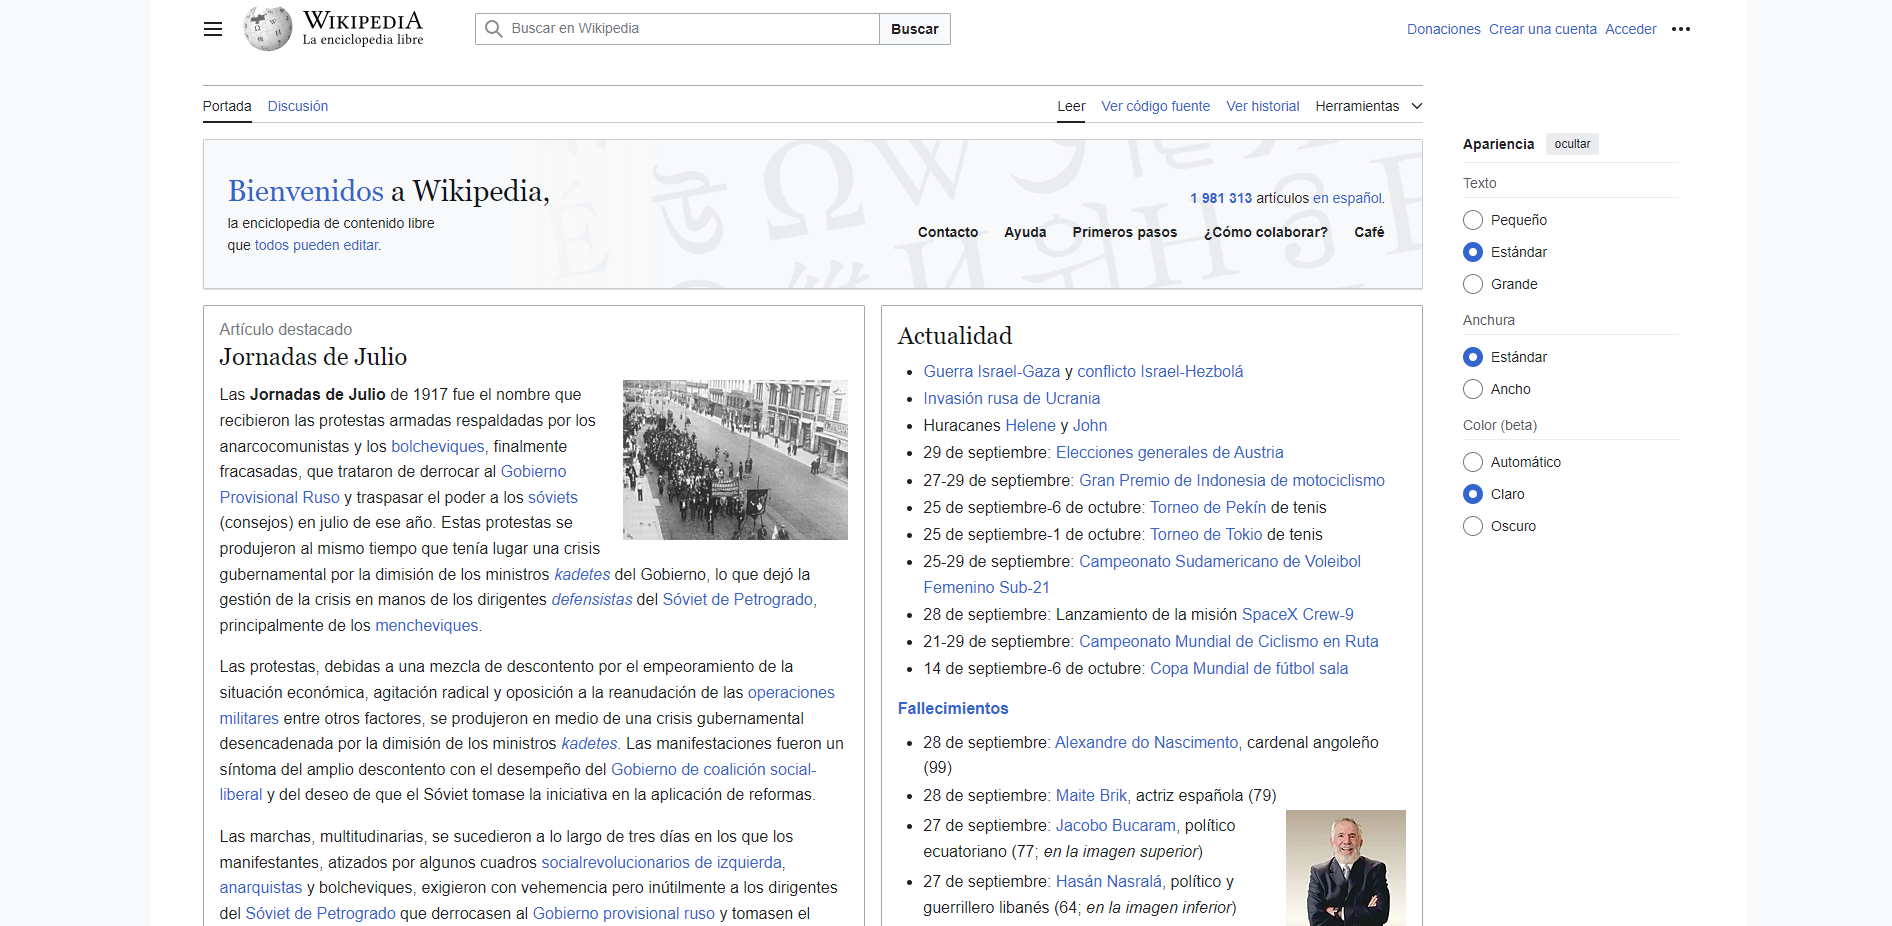 WIKIPEDIA
La enciclopedia libre
Buscar en Wikipedia
Buscar
Donaciones Crear una cuenta Acceder
Portada Discusión
Leer Ver código fuente Ver historial Herramientas
Bienvenidos a Wikipedia,
la enciclopedia de contenido libre
que todos pueden editar.
1 981 313 artículos en español.
Contacto Ayuda Primeros pasos ¿Cómo colaborar? Café
Artículo destacado
Jornadas de Julio
Las Jornadas de Julio de 1917 fue el nombre que
recibieron las protestas armadas respaldadas por los
anarcocomunistas y los bolcheviques, finalmente
fracasadas, que trataron de derrocar al Gobierno
Provisional Ruso y traspasar el poder a los sóviets
(consejos) en julio de ese año. Estas protestas se
produjeron al mismo tiempo que tenía lugar una crisis
gubernamental por la dimisión de los ministros kadetes del Gobierno, lo que dejó la
gestión de la crisis en manos de los dirigentes defensistas del Sóviet de Petrogrado,
principalmente de los mencheviques.
Las protestas, debidas a una mezcla de descontento por el empeoramiento de la
situación económica, agitación radical y oposición a la reanudación de las operaciones
militares entre otros factores, se produjeron en medio de una crisis gubernamental
desencadenada por la dimisión de los ministros kadetes. Las manifestaciones fueron un
síntoma del amplio descontento con el desempeño del Gobierno de coalición social-
liberal y del deseo de que el Sóviet tomase la iniciativa en la aplicación de reformas.
Las marchas, multitudinarias, se sucedieron a lo largo de tres días en los que los
manifestantes, atizados por algunos cuadros socialrevolucionarios de izquierda,
anarquistas y bolcheviques, exigieron con vehemencia pero inútilmente a los dirigentes
del Sóviet de Petrogrado que derrocasen al Gobierno provisional ruso y tomasen el
Actualidad
Guerra Israel-Gaza y conflicto Israel-Hezbolá
Invasión rusa de Ucrania
Huracanes Helene y John
29 de septiembre: Elecciones generales de Austria
27-29 de septiembre: Gran Premio de Indonesia de motociclismo
25 de septiembre-6 de octubre: Torneo de Pekín de tenis
25 de septiembre-1 de octubre: Torneo de Tokio de tenis
25-29 de septiembre: Campeonato Sudamericano de Voleibol
Femenino Sub-21
28 de septiembre: Lanzamiento de la misión SpaceX Crew-9
21-29 de septiembre: Campeonato Mundial de Ciclismo en Ruta
14 de septiembre-6 de octubre: Copa Mundial de fútbol sala
Fallecimientos
28 de septiembre: Alexandre do Nascimento, cardenal angoleño
(99)
28 de septiembre: Maite Brik, actriz española (79)
27 de septiembre: Jacobo Bucaram, político
ecuatoriano (77; en la imagen superior)
27 de septiembre: Hasán Nasralá, político y
guerrillero libanés (64; en la imagen inferior)
Apariencia ocultar
Texto
Pequeño
Estándar
Grande
Anchura
Estándar
Ancho
Color (beta)
Automático
Claro
Oscuro